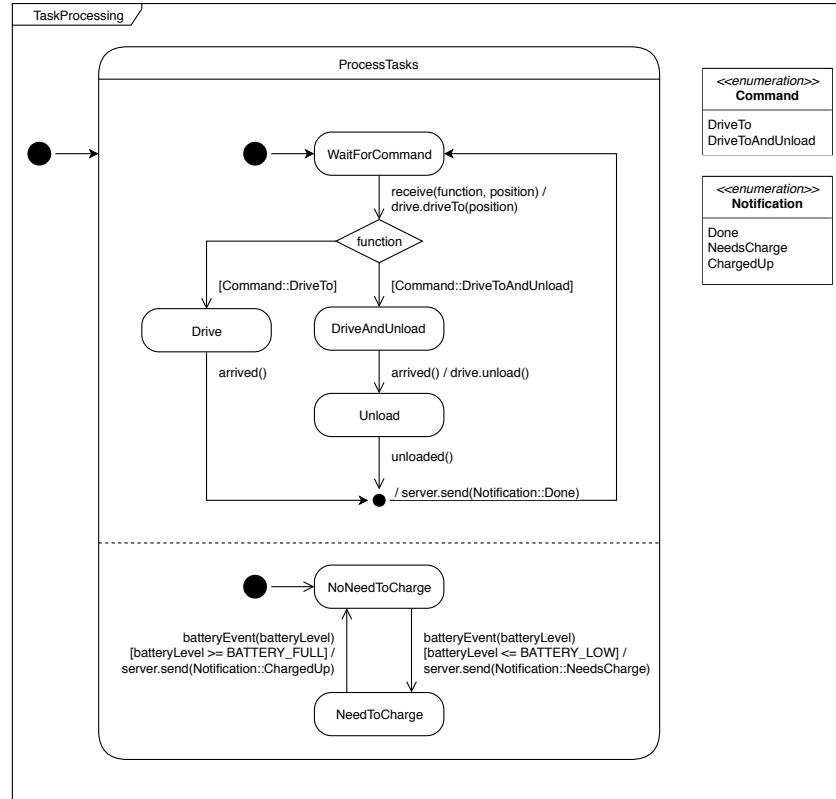 TaskProcessing
ProcessTasks
<<enumeration>>
Command
DriveTo
DriveToAndUnload
<<enumeration>>
Notification
Done
NeedsCharge
ChargedUp
WaitForCommand
receive(function, position) /
drive.driveTo(position)
function
[Command::DriveTo]
[Command::DriveToAndUnload]
Drive
DriveAndUnload
arrived()
arrived() / drive.unload()
Unload
unloaded()
/ server.send(Notification::Done)
NoNeedToCharge
batteryEvent(batteryLevel)
[batteryLevel >= BATTERY_FULL] /
server.send(Notification::ChargedUp)
batteryEvent(batteryLevel)
[batteryLevel <= BATTERY_LOW] /
server.send(Notification::NeedsCharge)
NeedToCharge